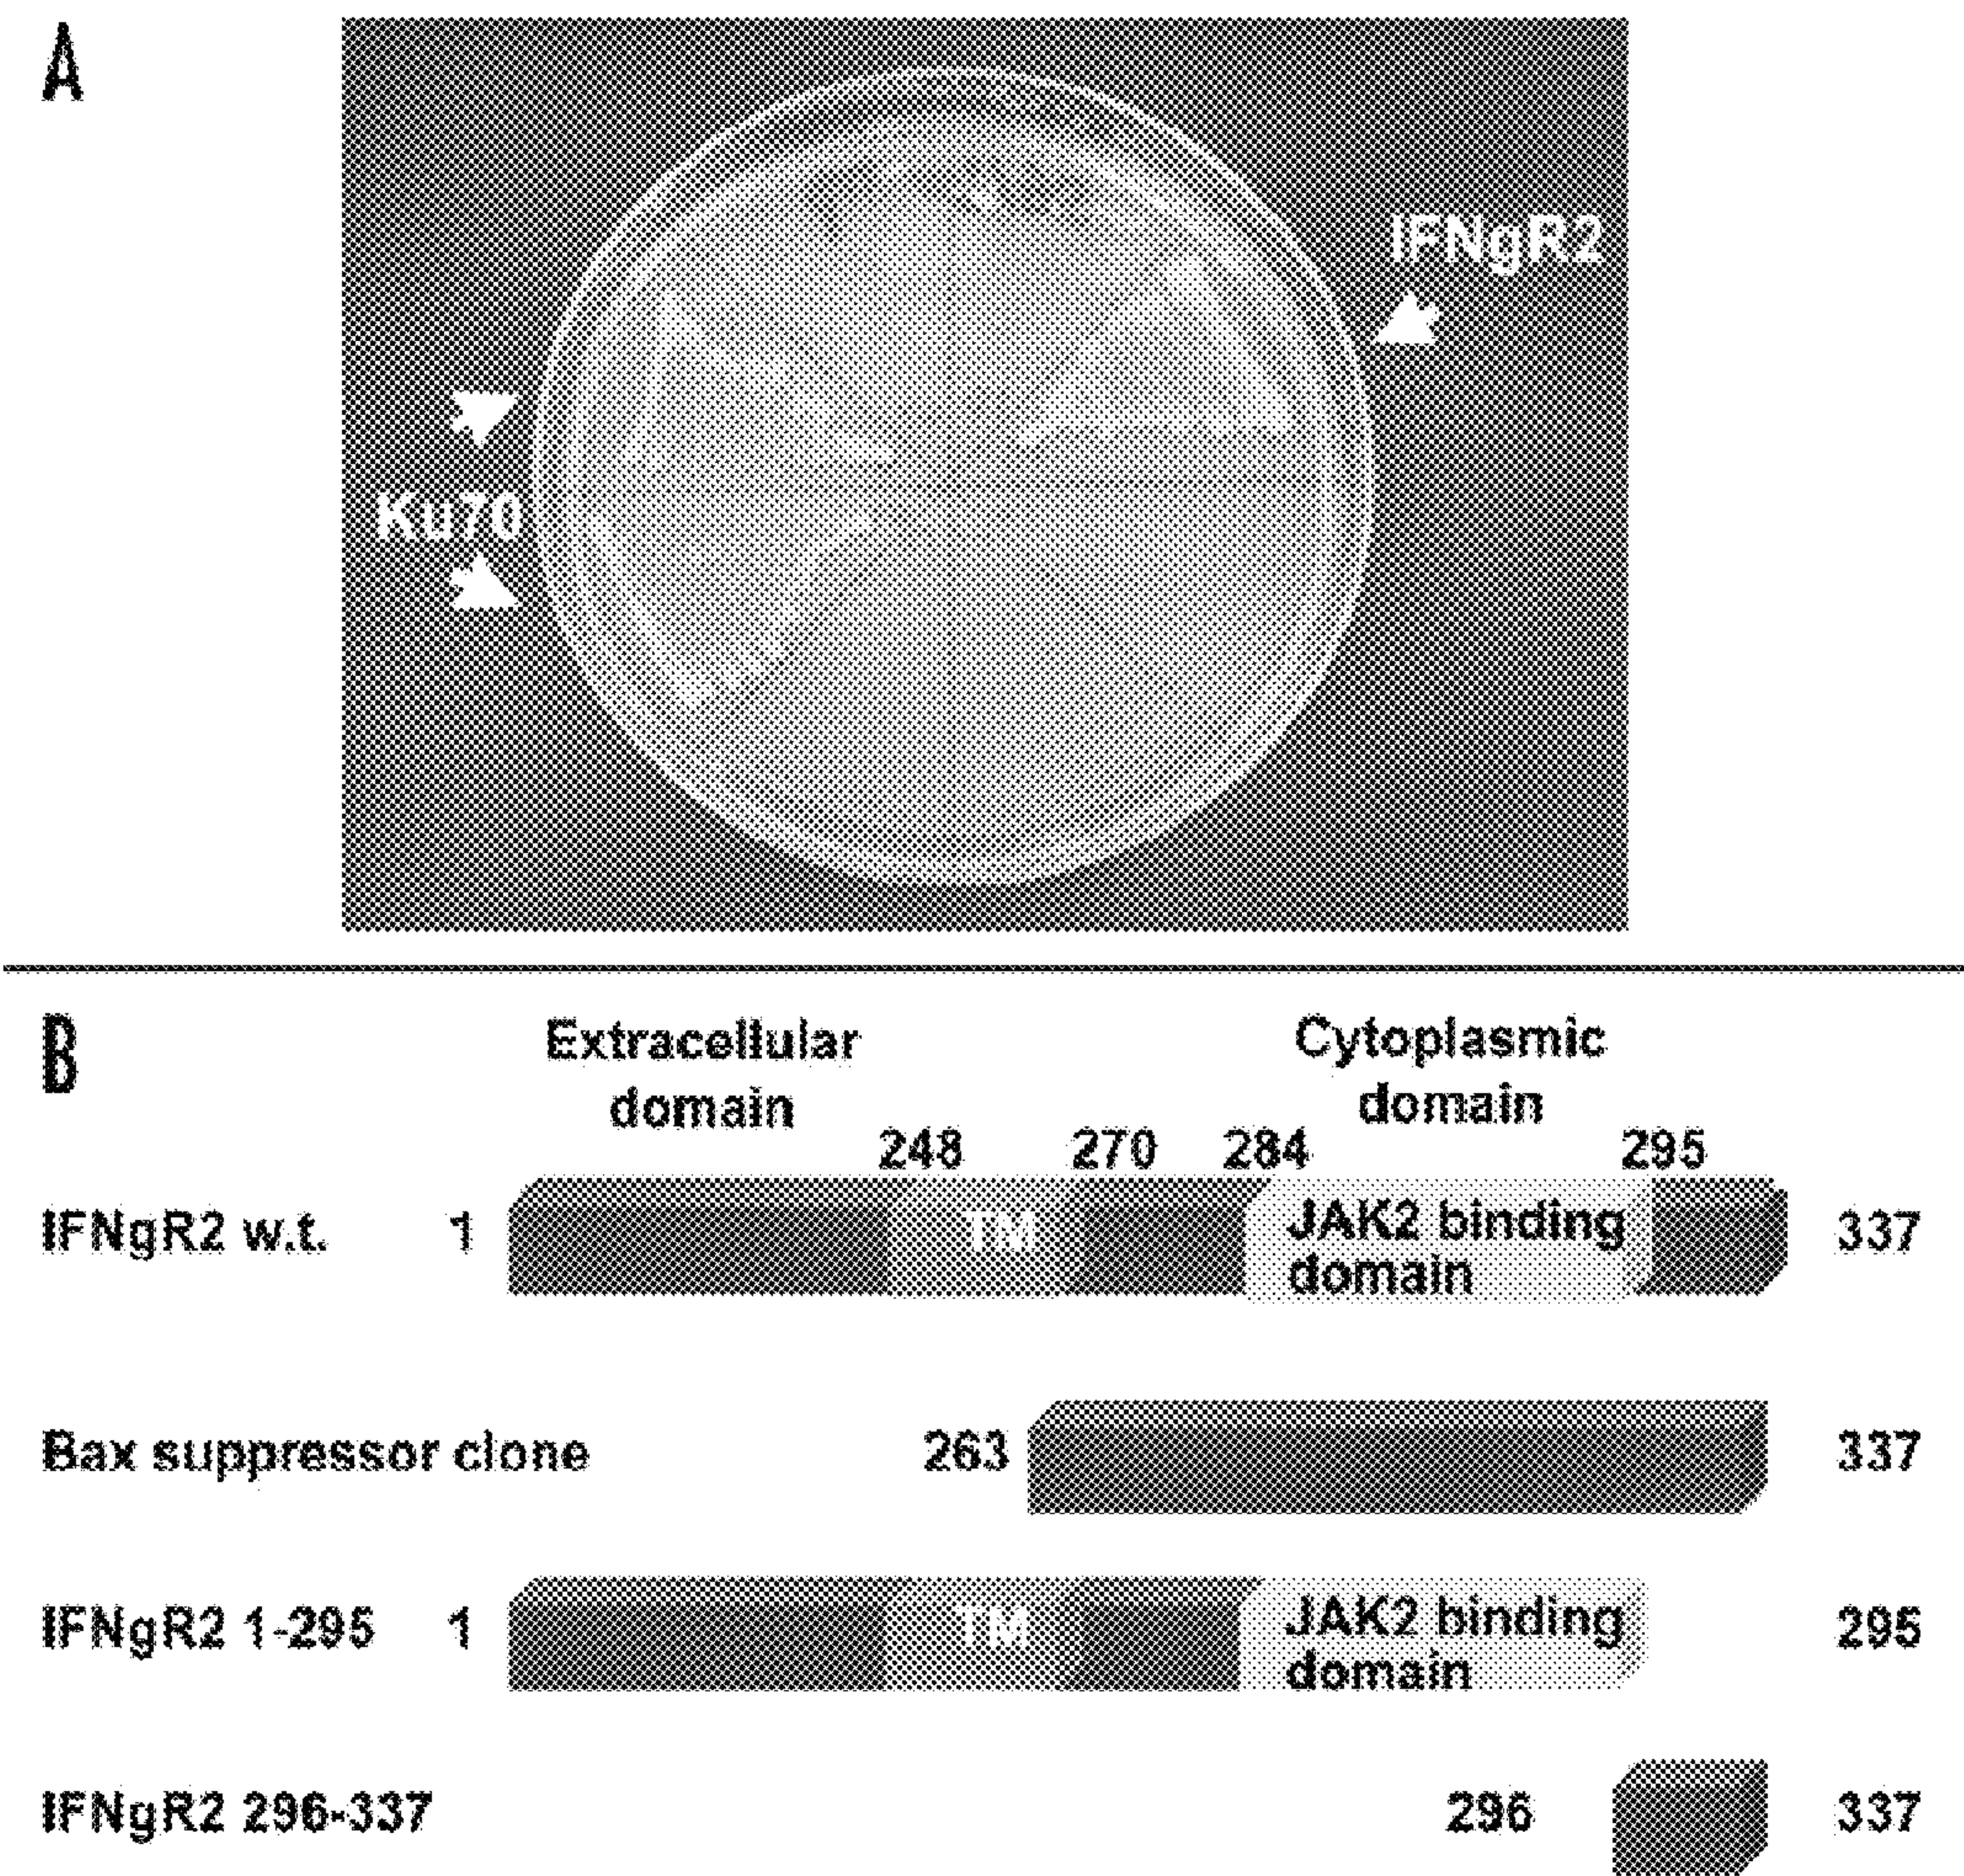 A
IFNgR2
Ku70
B
Extracellular
domain
Cytoplasmic
domain
248 270 284 295
IFNgR2 w.t. 1 TM JAK2 binding
domain 337
Bax suppressor clone 263 337
IFNgR2 1-295 1 TM JAK2 binding
domain 295
IFNgR2 296-337 296 337